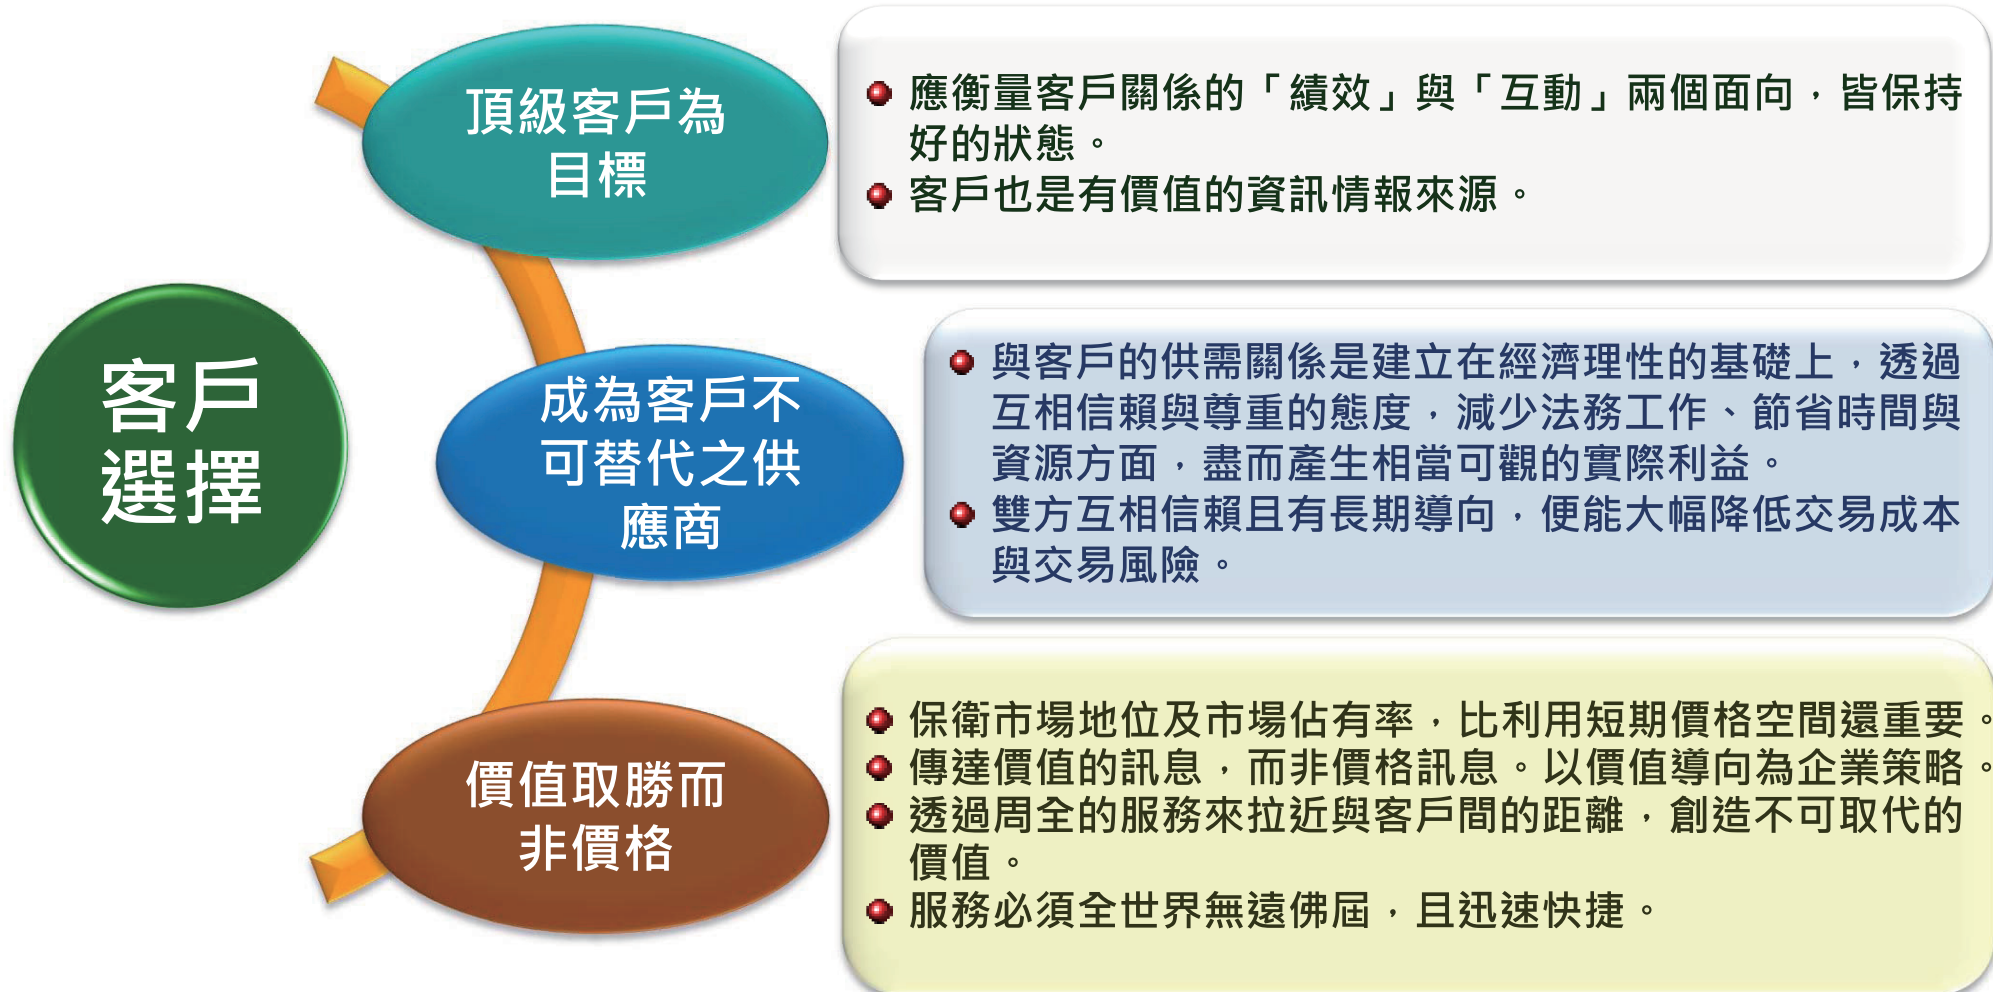 客戶
選擇
頂級客戶為
目標
應衡量客戶關係的「績效」與「互動」兩個面向，皆保持
好的狀態。
客戶也是有價值的資訊情報來源。
成為客戶不
可替代之供
應商
與客戶的供需關係是建立在經濟理性的基礎上，透過
互相信賴與尊重的態度，減少法務工作、節省時間與
資源方面，盡而產生相當可觀的實際利益。
雙方互相信賴且有長期導向，便能大幅降低交易成本
與交易風險。
價值取勝而
非價格
保衛市場地位及市場佔有率，比利用短期價格空間還重要。
傳達價值的訊息，而非價格訊息。以價值導向為企業策略。
透過周全的服務來拉近與客戶間的距離，創造不可取代的
價值。
服務必須全世界無遠佛屆，且迅速快捷。